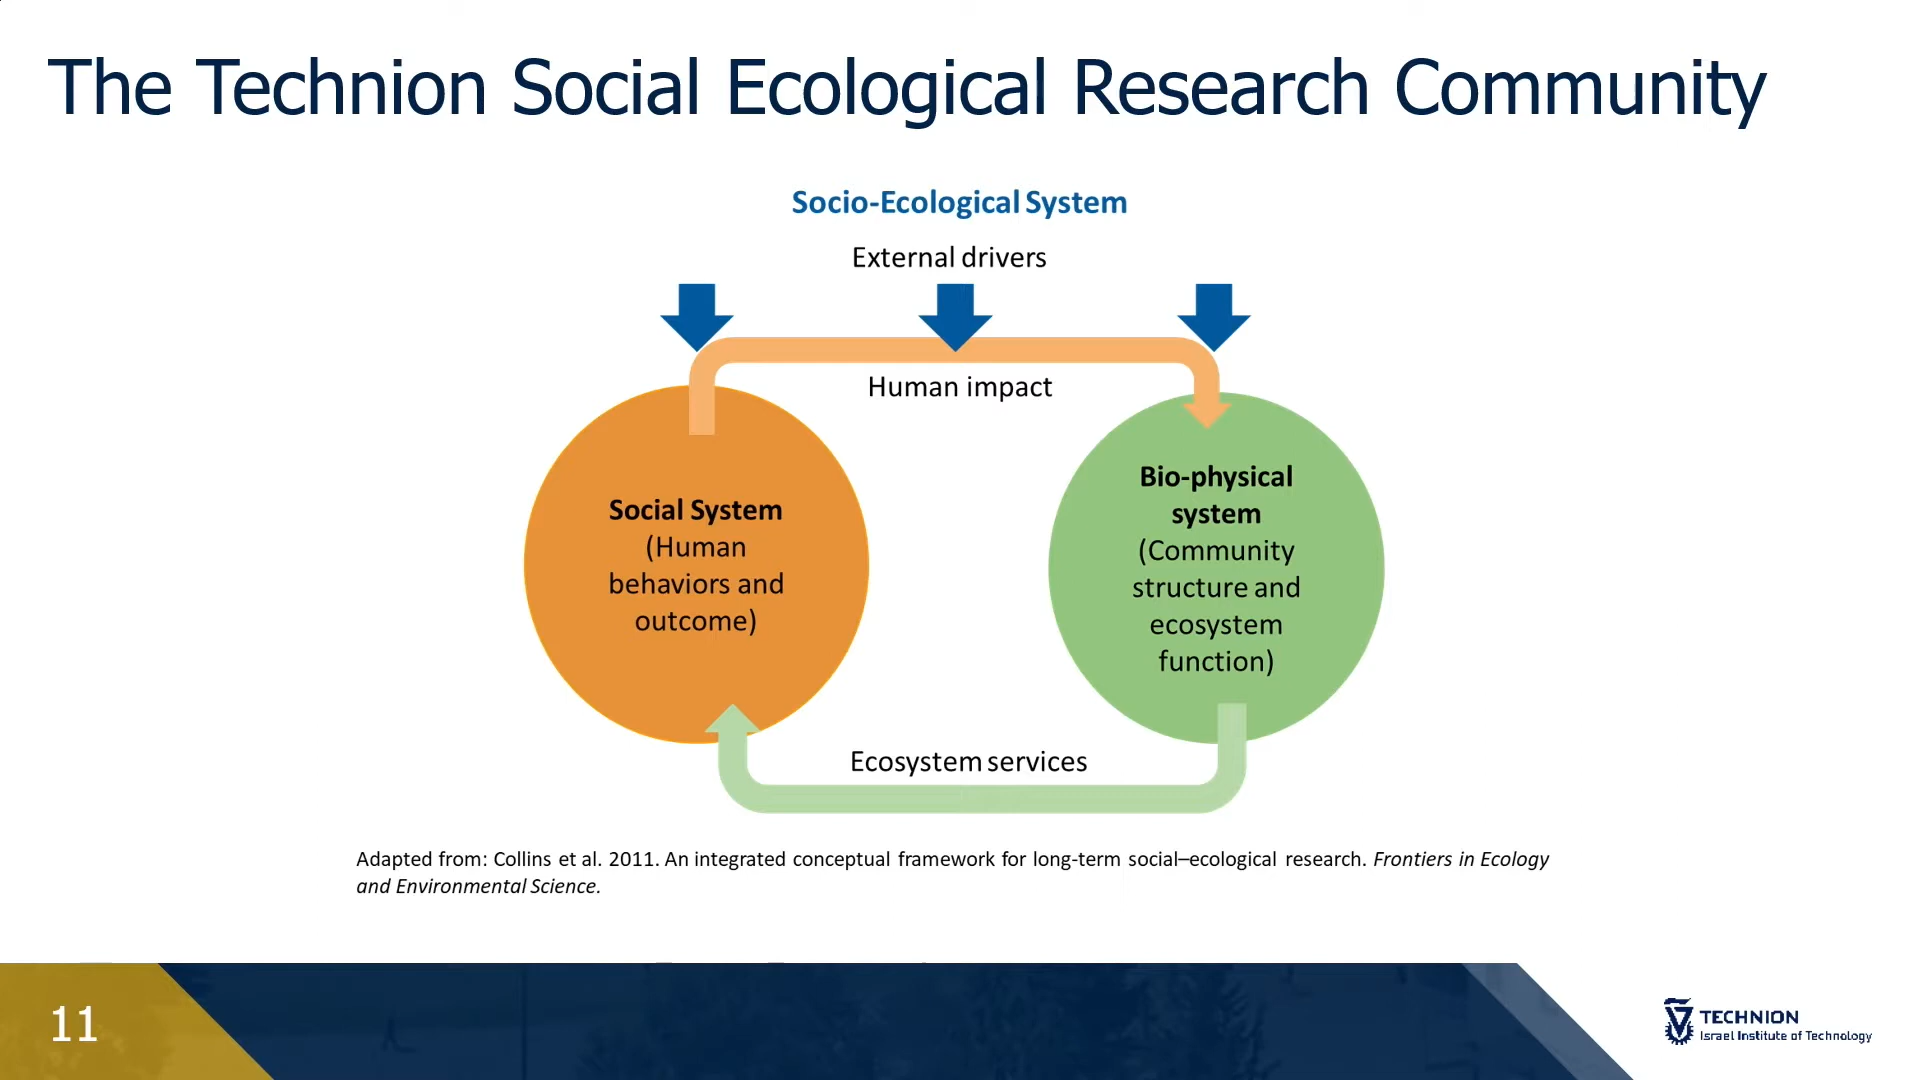 The Technion Social Ecological Research Community
Socio-Ecological System
External drivers
Human impact
Social System
(Human
behaviors and
outcome)
Bio-physical
system
(Community
structure and
ecosystem
function)
Ecosystem services
Adapted from: Collins et al. 2011. An integrated conceptual framework for long-term social–ecological research. Frontiers in Ecology
and Environmental Science.
11
TECHNION
Israel Institute of Technology